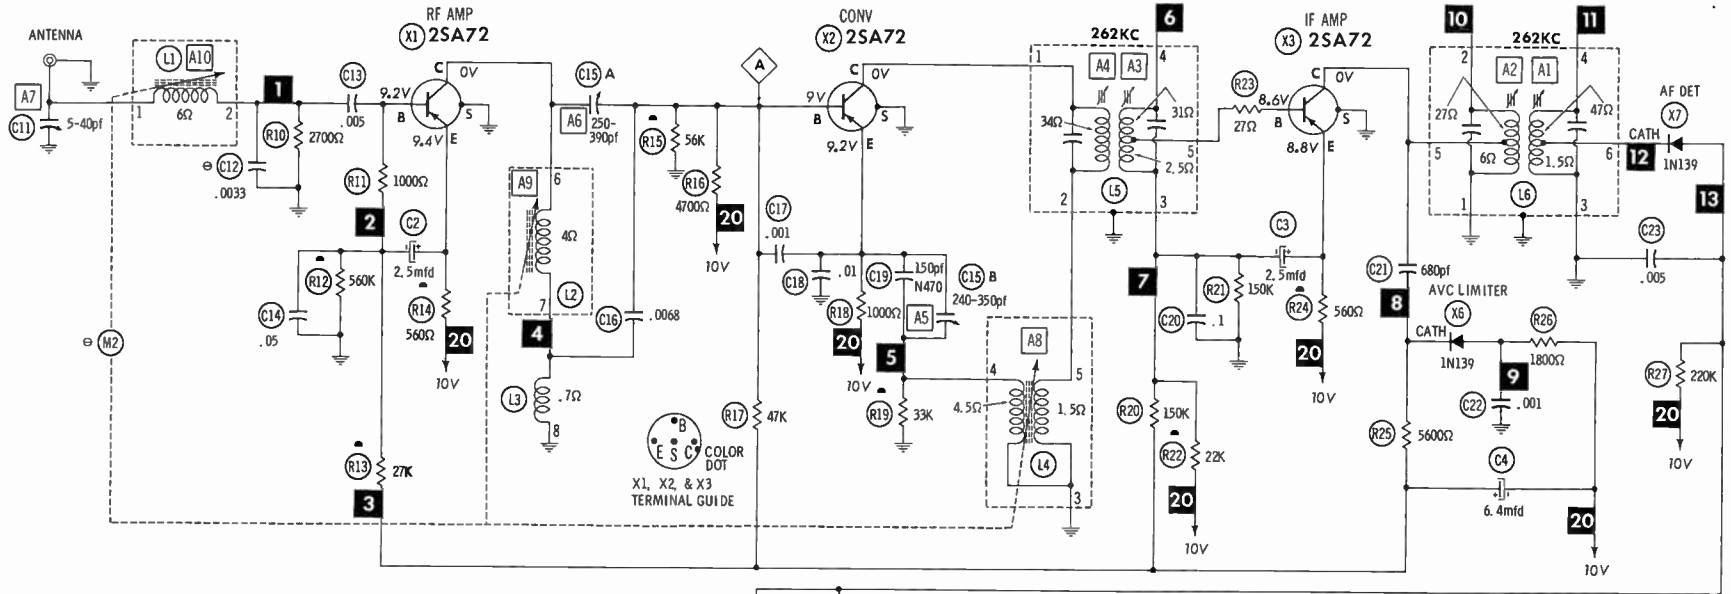 ANTENNA
A7
C11
5-40pf
L1
A10
1
6Ω
2
1
R10
2700Ω
⊖ C12
.0033
C13
.005
RF AMP
X1 2SA72
C
0V
9.2V
B
S
9.4V
E
R11
1000Ω
2
C2
2.5mfd
R12
560K
C14
.05
R14
560Ω
20
10V
⊖ M2
R13
27K
3
C15 A
A6
250-
390pf
A9
6
4Ω
7
L2
4
C16
.0068
L3
.7Ω
8
R15
56K
R16
4700Ω
20
10V
B
E S C
COLOR
DOT
X1, X2, & X3
TERMINAL GUIDE
A
CONV
X2 2SA72
C
0V
9V
B
S
9.2V
E
C17
.001
C18
.01
R18
1000Ω
20
10V
C19
150pf
N470
C15 B
240-350pf
A5
5
R19
33K
R17
47K
262KC
6
1
A4
A3
4
34Ω
31Ω
5
2.5Ω
2
L5
3
A8
4
5
4.5Ω
1.5Ω
L4
3
7
R23
27Ω
IF AMP
X3 2SA72
C
0V
8.6V
B
S
8.8V
E
C3
2.5mfd
C20
.1
R21
150K
R24
560Ω
20
10V
R20
150K
R22
22K
20
10V
10
11
262KC
2
A2
A1
4
27Ω
47Ω
5
6Ω
1.5Ω
6
1
L6
3
AF DET
X7
CATH
12
1N139
13
C23
.005
C21
680pf
8
AVC LIMITER
X6
CATH
1N139
R26
1800Ω
9
C22
.001
R25
5600Ω
C4
6.4mfd
20
10V
R27
220K
20
10V